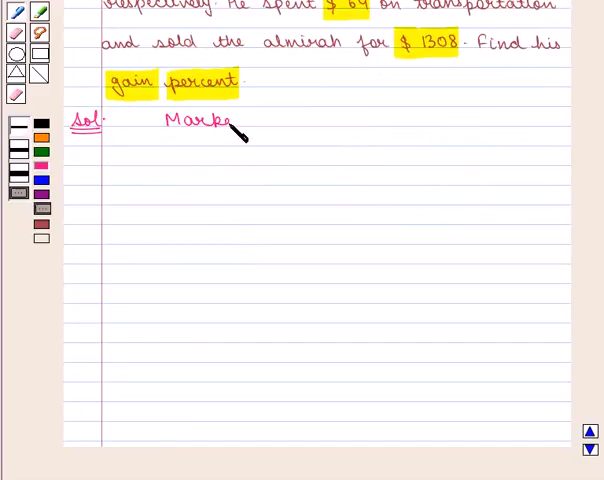 respectively. He spent $ 69 on transportation
and sold the almirah for $ 1308. Find his
gain percent.
Sol. Marke